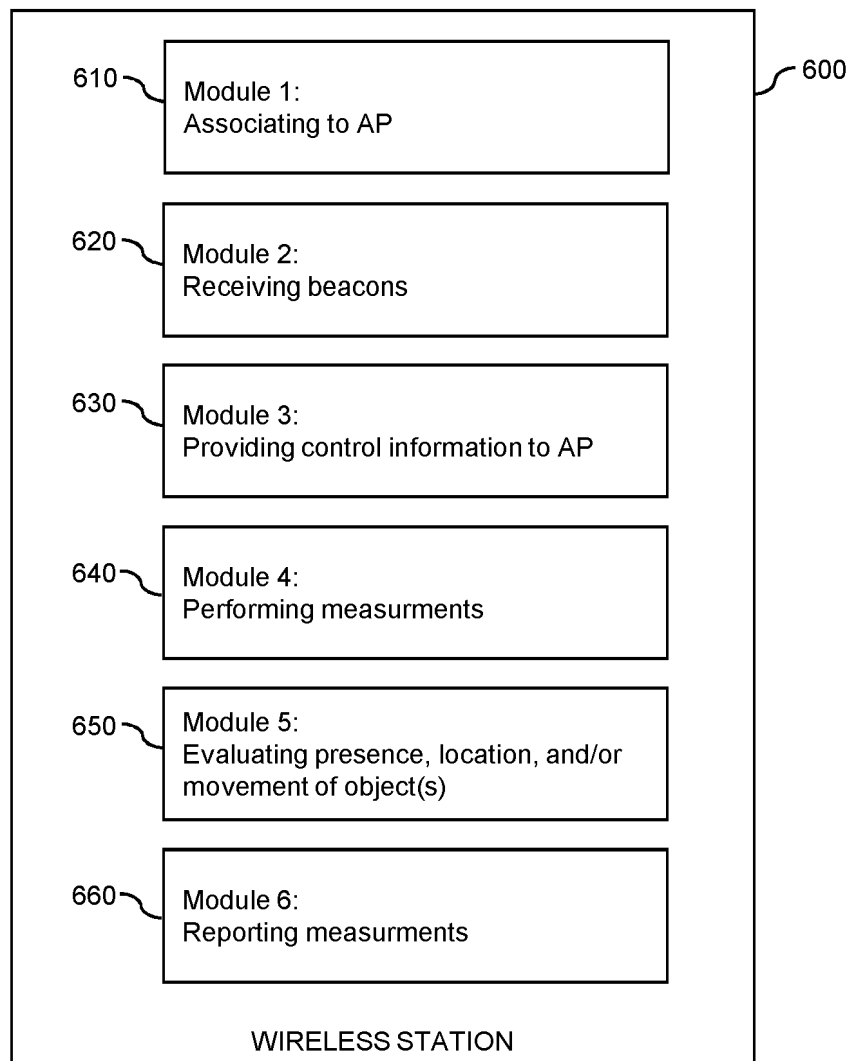 600
610
Module 1:
Associating to AP
620
Module 2:
Receiving beacons
630
Module 3:
Providing control information to AP
640
Module 4:
Performing measurments
650
Module 5:
Evaluating presence, location, and/or
movement of object(s)
660
Module 6:
Reporting measurments
WIRELESS STATION